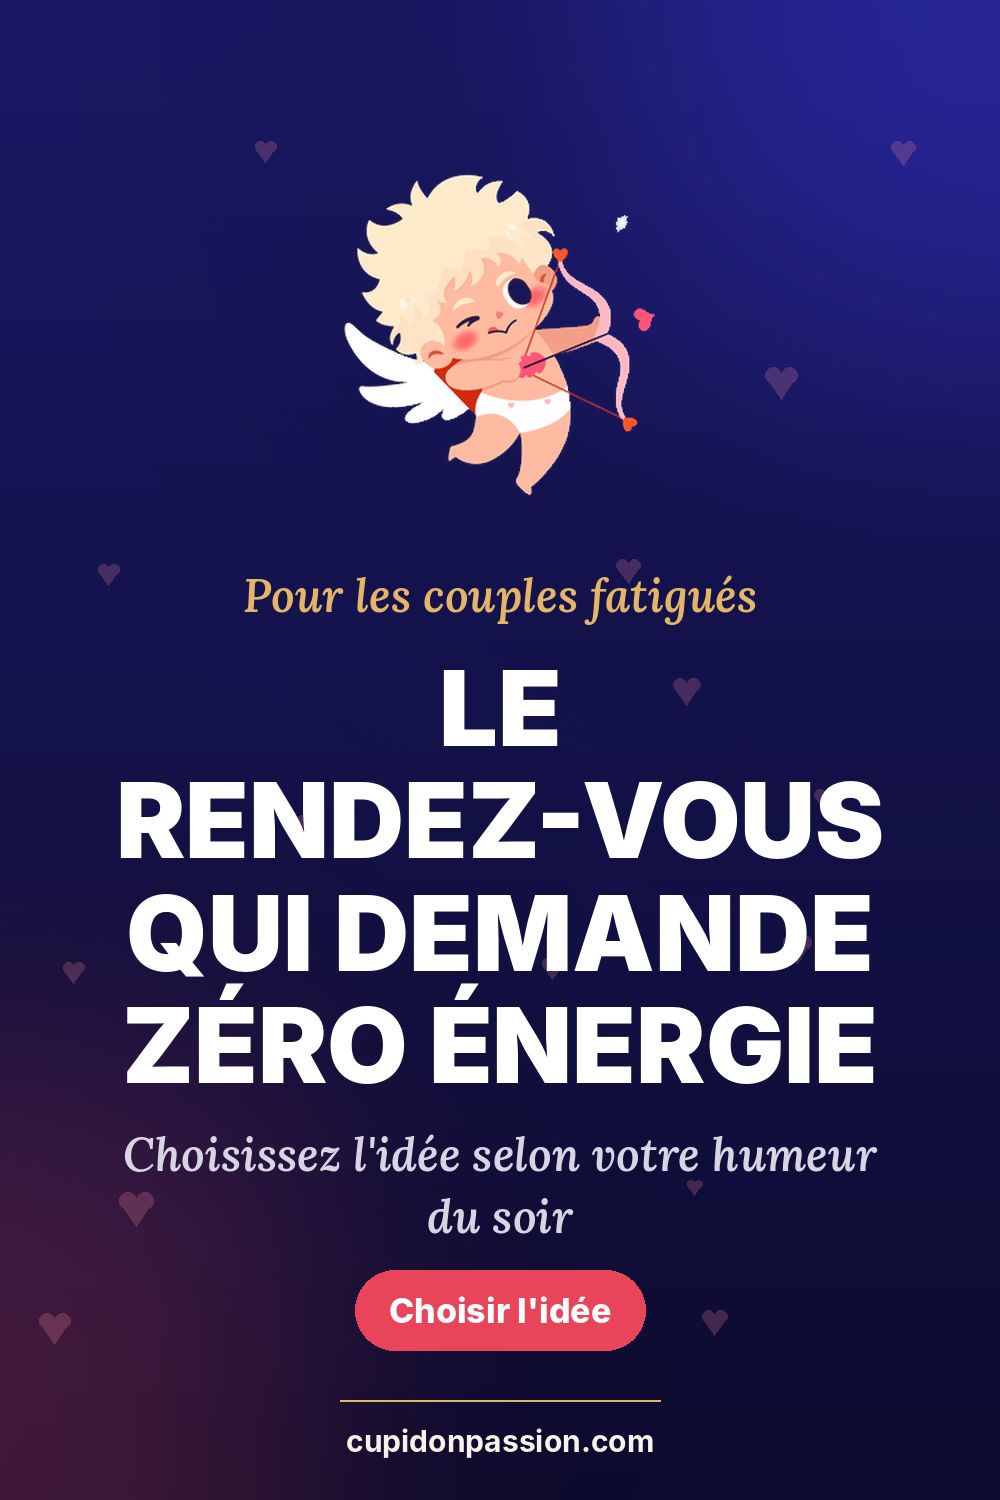 Pour les couples fatigués
LE
RENDEZ-VOUS
QUI DEMANDE
ZÉRO ÉNERGIE
Choisissez l'idée selon votre humeur
du soir
Choisir l'idée
cupidonpassion.com